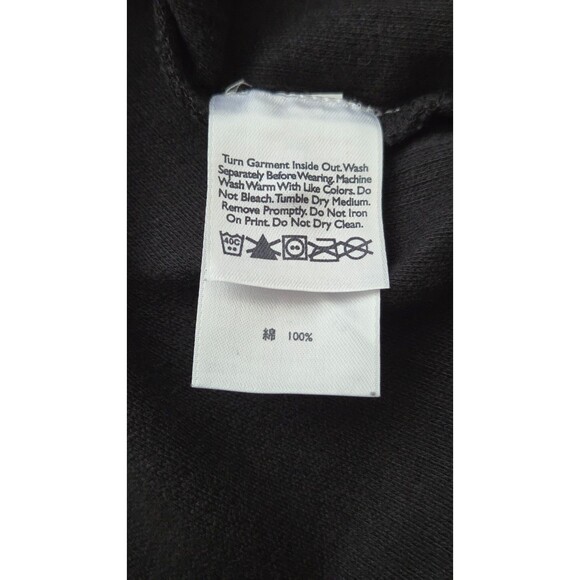 Turn Garment Inside Out. Wash
Separately Before Wearing. Machine
Wash Warm With Like Colors. Do
Not Bleach. Tumble Dry Medium.
Remove Promptly. Do Not Iron
On Print. Do Not Dry Clean.
40C
綿 100%